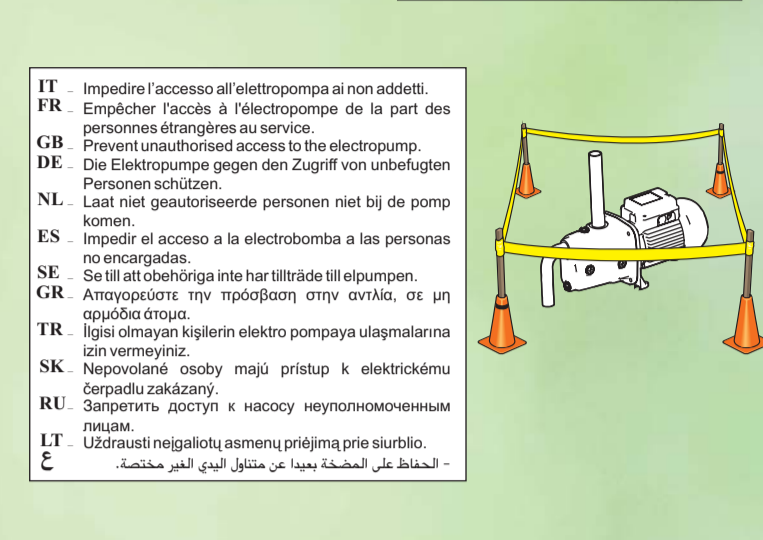 IT – Impedire l'accesso all'elettropompa ai non addetti.
FR – Empêcher l'accès à l'électropompe de la part des
personnes étrangères au service.
GB – Prevent unauthorised access to the electropump.
DE – Die Elektropumpe gegen den Zugriff von unbefugten
Personen schützen.
NL – Laat niet geautoriseerde personen niet bij de pomp
komen.
ES – Impedir el acceso a la electrobomba a las personas
no encargadas.
SE – Se till att obehöriga inte har tillträde till elpumpen.
GR – Απαγορεύστε την πρόσβαση στην αντλία, σε μη
αρμόδια άτομα.
TR – İlgisi olmayan kişilerin elektro pompaya ulaşmalarına
izin vermeyiniz.
SK – Nepovolané osoby majú prístup k elektrickému
čerpadlu zakázaný.
RU – Запретить доступ к насосу неуполномоченным
лицам.
LT – Uždrausti neįgaliotų asmenų priėjimą prie siurblio.
ع – الحفاظ على المضخة بعيدا عن متناول اليدي الغير مختصة.